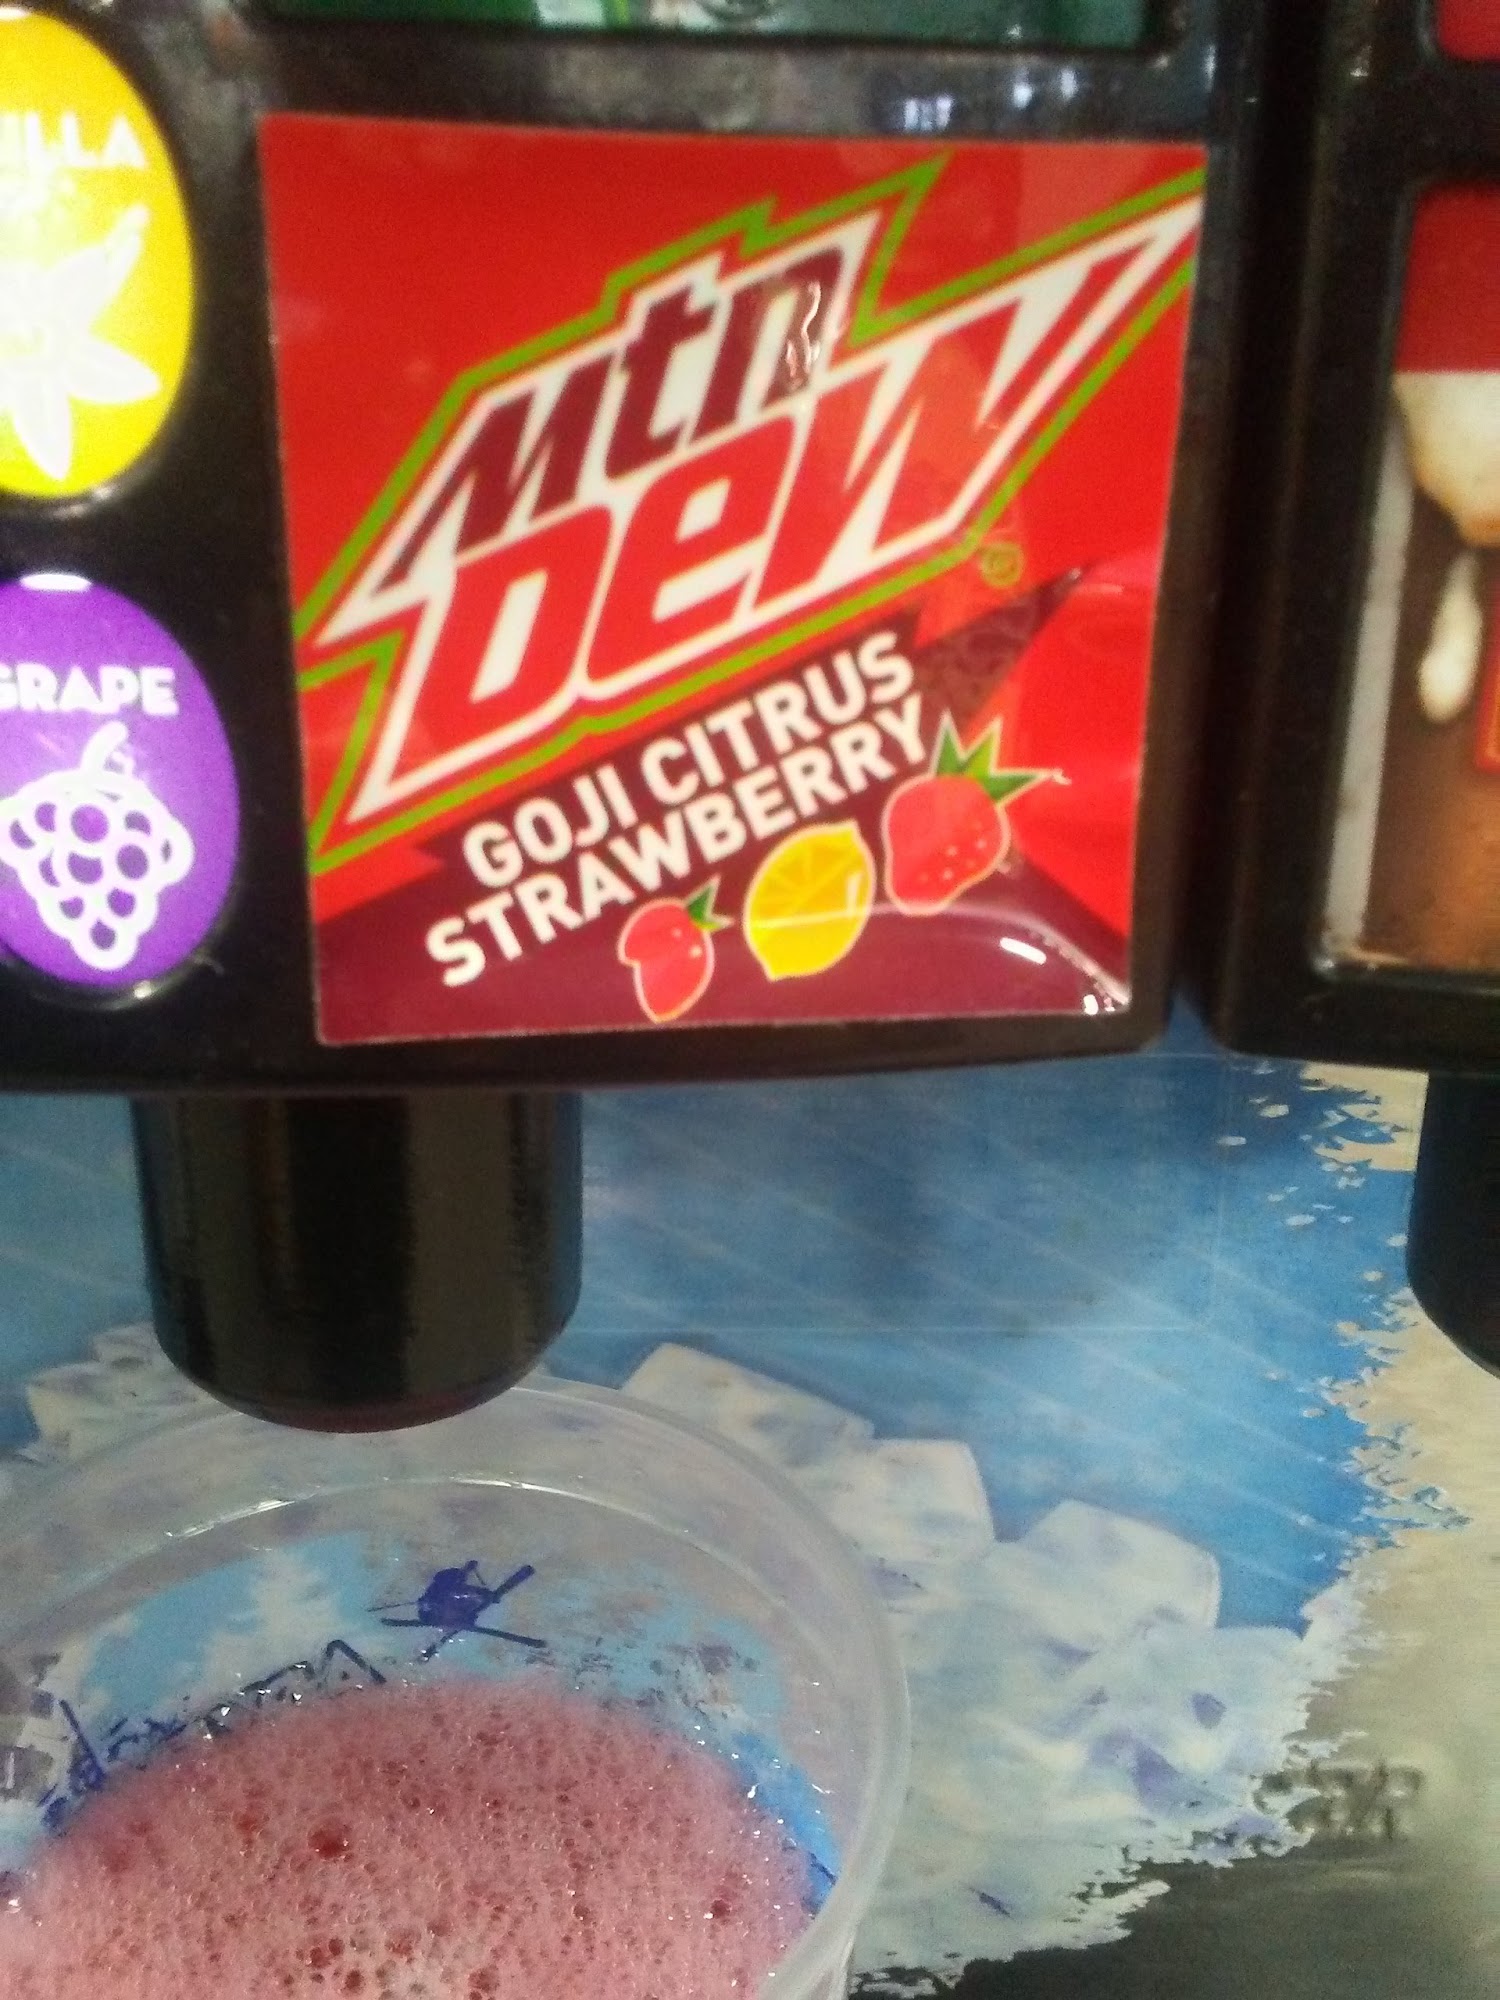 GRAPE
mtn
Dew
®
GOJI CITRUS
STRAWBERRY